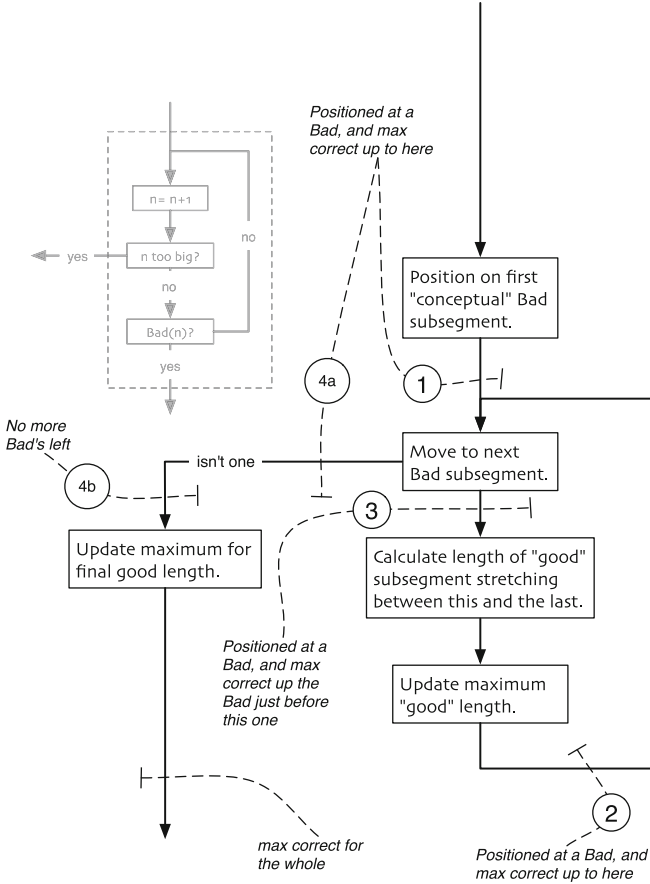 Positioned at a
Bad, and max
correct up to here
n= n+1
no
yes
n too big?
no
Bad(n)?
yes
Position on first
"conceptual" Bad
subsegment.
4a
1
No more
Bad's left
4b
isn't one
Move to next
Bad subsegment.
3
Update maximum for
final good length.
Calculate length of "good"
subsegment stretching
between this and the last.
Positioned at a
Bad, and max
correct up the
Bad just before
this one
Update maximum
"good" length.
2
max correct for
the whole
Positioned at a Bad, and
max correct up to here